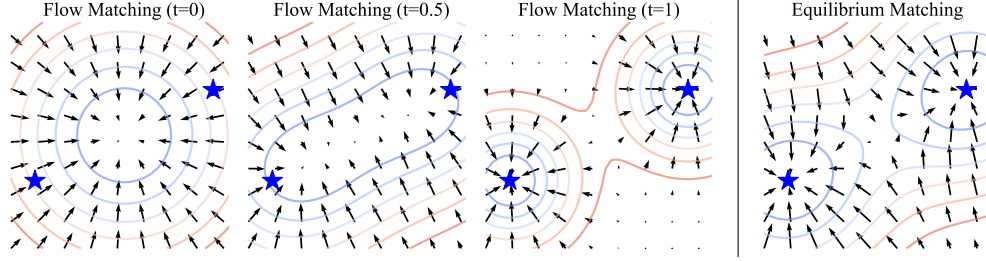 Flow Matching (t=0)
Flow Matching (t=0.5)
Flow Matching (t=1)
Equilibrium Matching